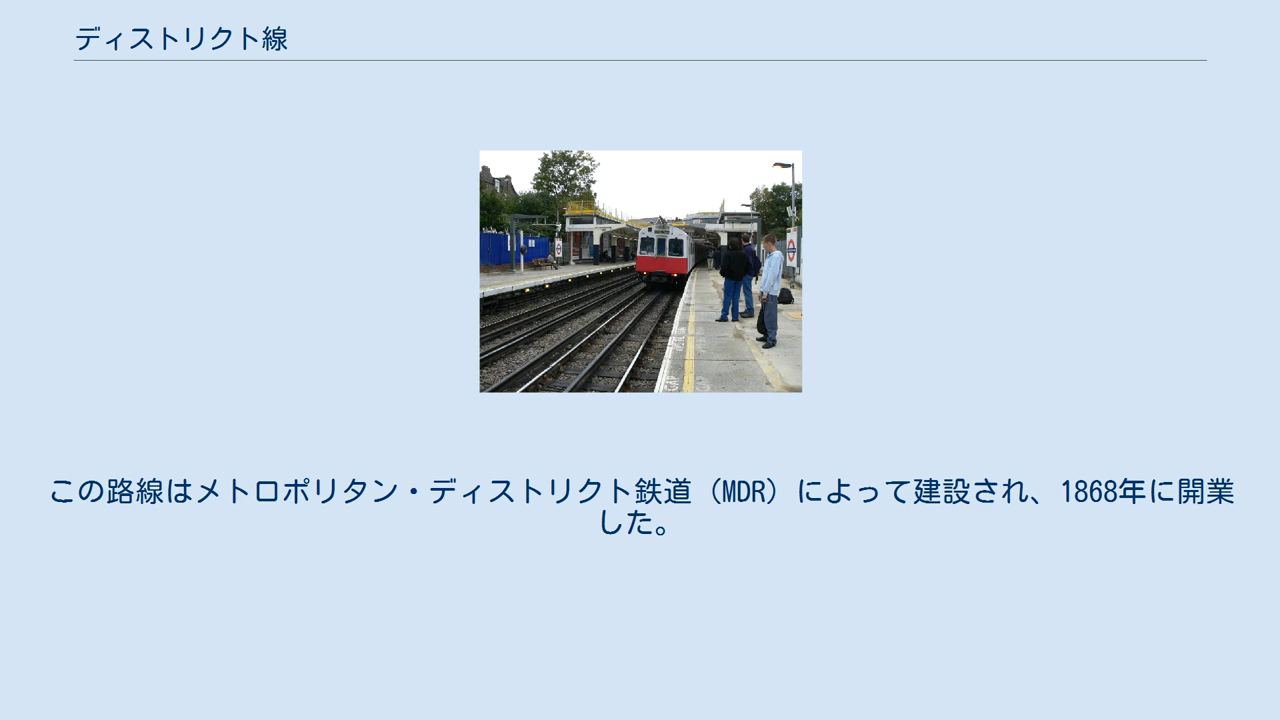 ディストリクト線
この路線はメトロポリタン・ディストリクト鉄道（MDR）によって建設され、1868年に開業
した。